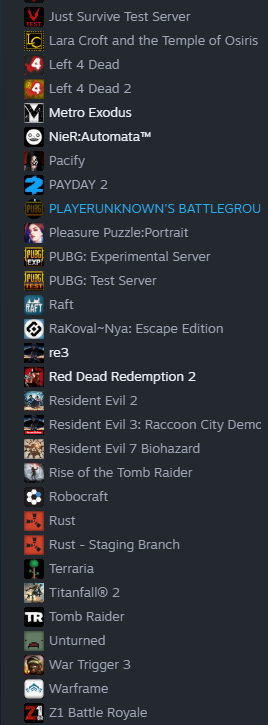 Just Survive Test Server
Lara Croft and the Temple of Osiris
Left 4 Dead
Left 4 Dead 2
Metro Exodus
NieR:Automata™
Pacify
PAYDAY 2
PLAYERUNKNOWN'S BATTLEGROU
Pleasure Puzzle:Portrait
PUBG: Experimental Server
PUBG: Test Server
Raft
RaKoval~Nya: Escape Edition
re3
Red Dead Redemption 2
Resident Evil 2
Resident Evil 3: Raccoon City Demo
Resident Evil 7 Biohazard
Rise of the Tomb Raider
Robocraft
Rust
Rust - Staging Branch
Terraria
Titanfall® 2
Tomb Raider
Unturned
War Trigger 3
Warframe
Z1 Battle Royale